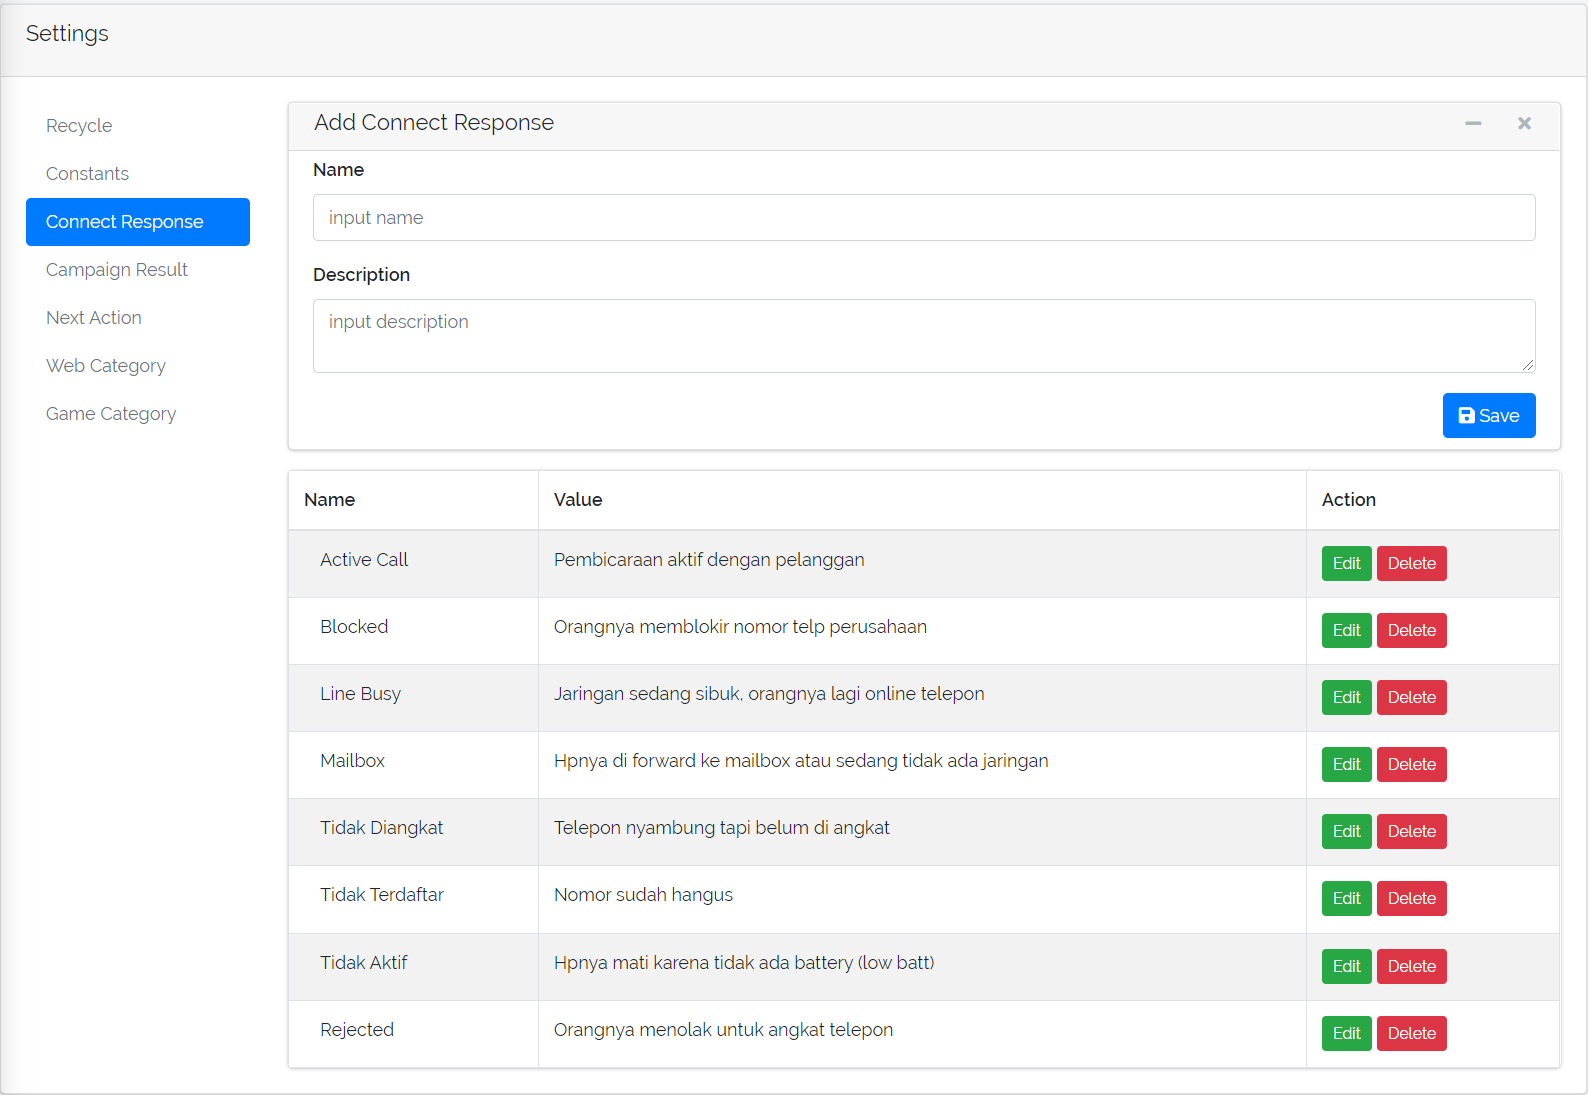 Settings
Recycle
Constants
Connect Response
Campaign Result
Next Action
Web Category
Game Category
Add Connect Response
Name
input name
Description
input description
Save
Name Value Action
Active Call Pembicaraan aktif dengan pelanggan Edit Delete
Blocked Orangnya memblokir nomor telp perusahaan Edit Delete
Line Busy Jaringan sedang sibuk, orangnya lagi online telepon Edit Delete
Mailbox Hpnya di forward ke mailbox atau sedang tidak ada jaringan Edit Delete
Tidak Diangkat Telepon nyambung tapi belum di angkat Edit Delete
Tidak Terdaftar Nomor sudah hangus Edit Delete
Tidak Aktif Hpnya mati karena tidak ada battery (low batt) Edit Delete
Rejected Orangnya menolak untuk angkat telepon Edit Delete